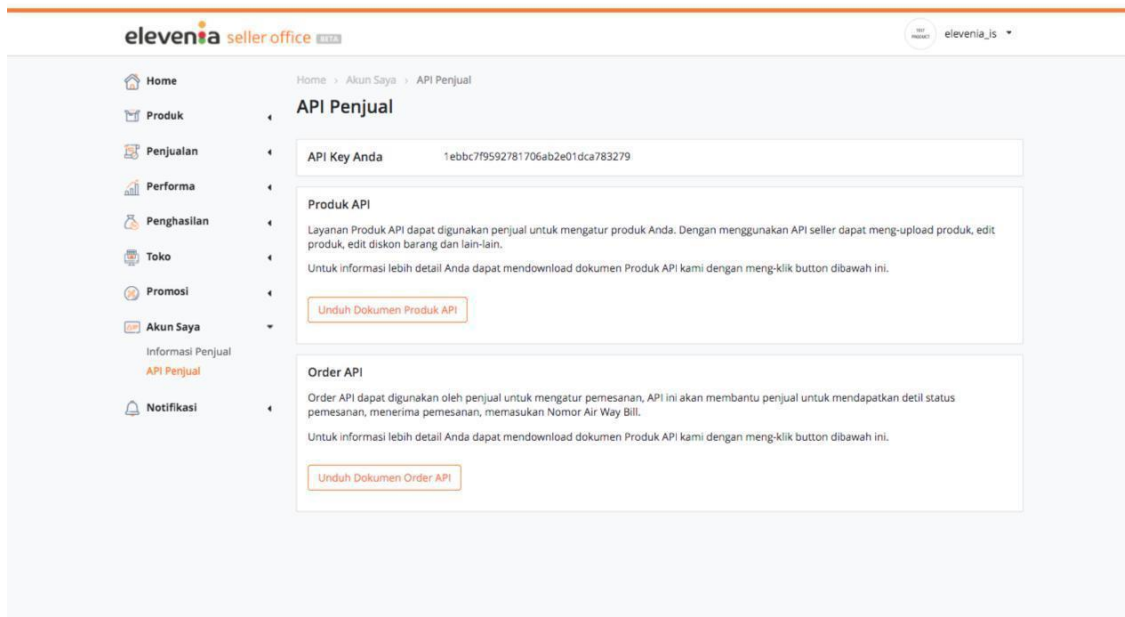 elevenia seller office BETA
elevenia_is
Home
Produk
Penjualan
Performa
Penghasilan
Toko
Promosi
Akun Saya
Informasi Penjual
API Penjual
Notifikasi
Home › Akun Saya › API Penjual
API Penjual
API Key Anda 1ebbc7f9592781706ab2e01dca783279
Produk API
Layanan Produk API dapat digunakan penjual untuk mengatur produk Anda. Dengan menggunakan API seller dapat meng-upload produk, edit
produk, edit diskon barang dan lain-lain.
Untuk informasi lebih detail Anda dapat mendownload dokumen Produk API kami dengan meng-klik button dibawah ini.
Unduh Dokumen Produk API
Order API
Order API dapat digunakan oleh penjual untuk mengatur pemesanan, API ini akan membantu penjual untuk mendapatkan detil status
pemesanan, menerima pemesanan, memasukan Nomor Air Way Bill.
Untuk informasi lebih detail Anda dapat mendownload dokumen Produk API kami dengan meng-klik button dibawah ini.
Unduh Dokumen Order API